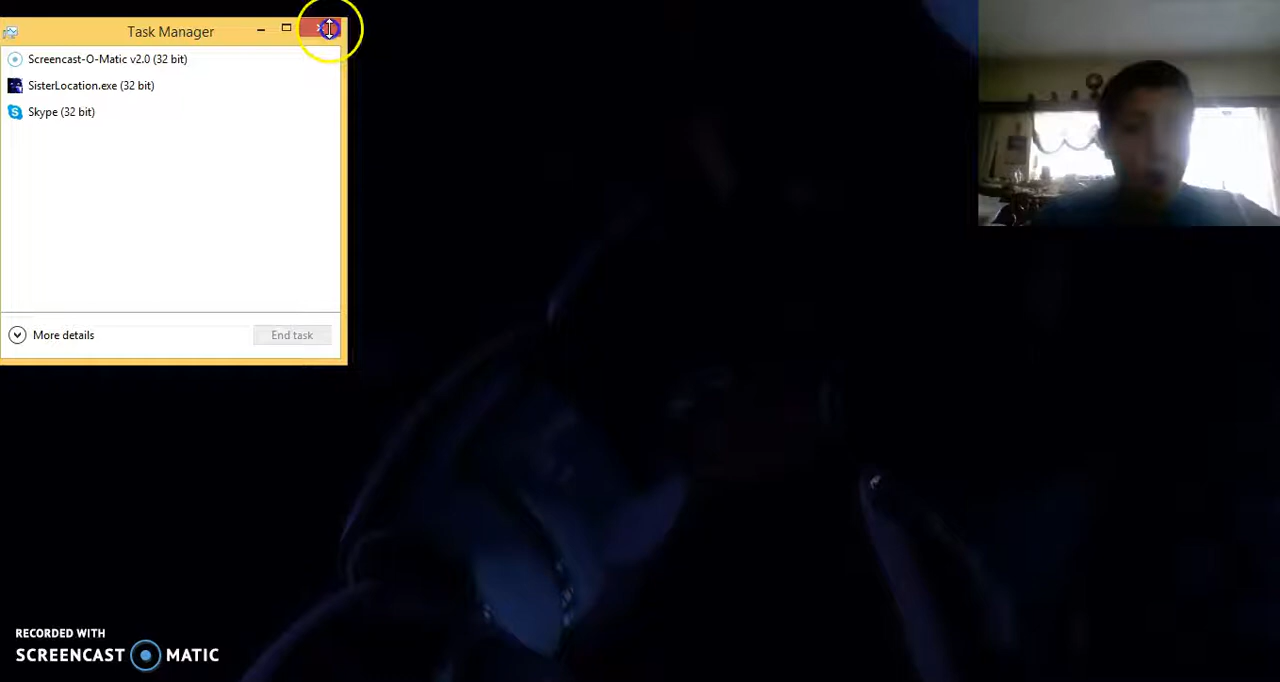 Task Manager
Screencast-O-Matic v2.0 (32 bit)
SisterLocation.exe (32 bit)
Skype (32 bit)
More details
End task
RECORDED WITH
SCREENCAST MATIC